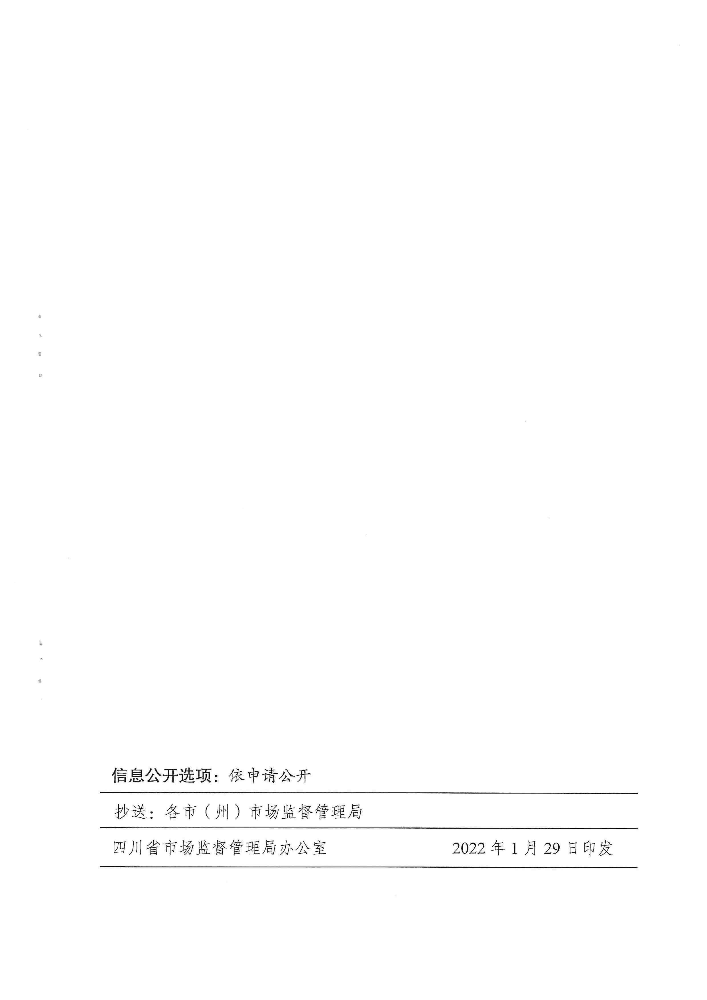 信息公开选项：依申请公开
抄送：各市（州）市场监督管理局
四川省市场监督管理局办公室 2022年1月29日印发